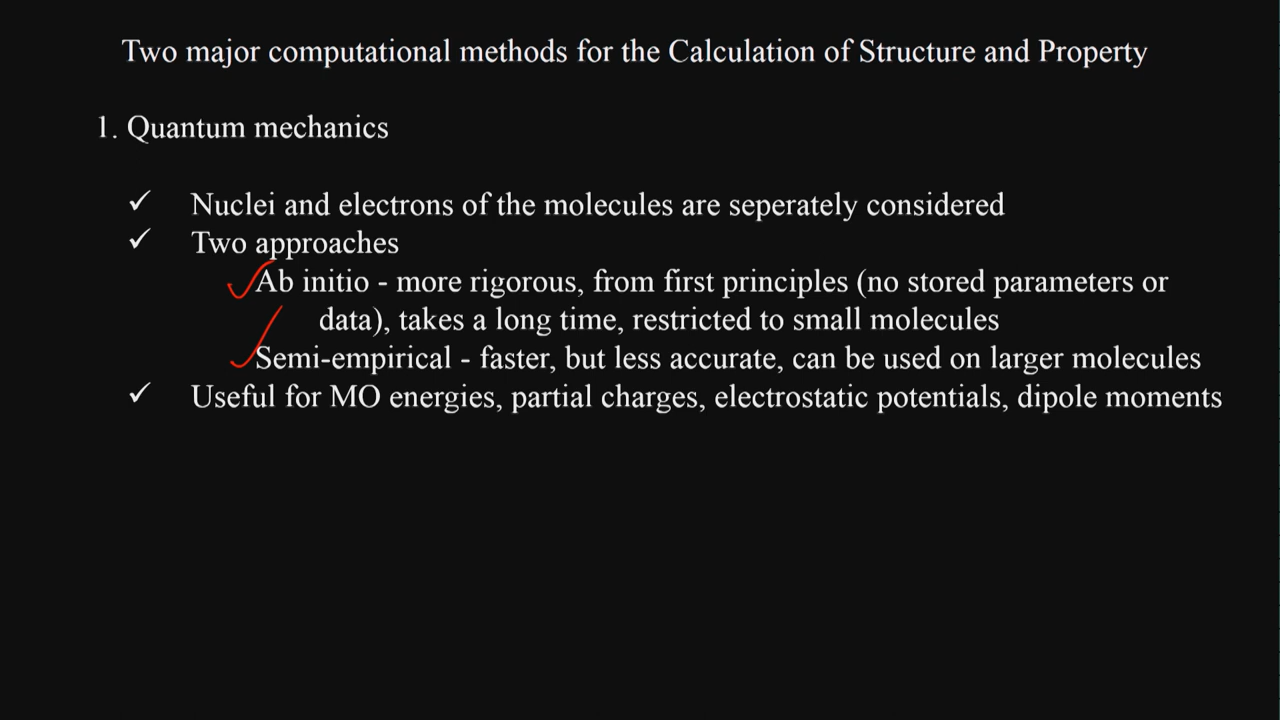 Two major computational methods for the Calculation of Structure and Property
1. Quantum mechanics
✓ Nuclei and electrons of the molecules are seperately considered
✓ Two approaches
Ab initio - more rigorous, from first principles (no stored parameters or
data), takes a long time, restricted to small molecules
Semi-empirical - faster, but less accurate, can be used on larger molecules
✓ Useful for MO energies, partial charges, electrostatic potentials, dipole moments